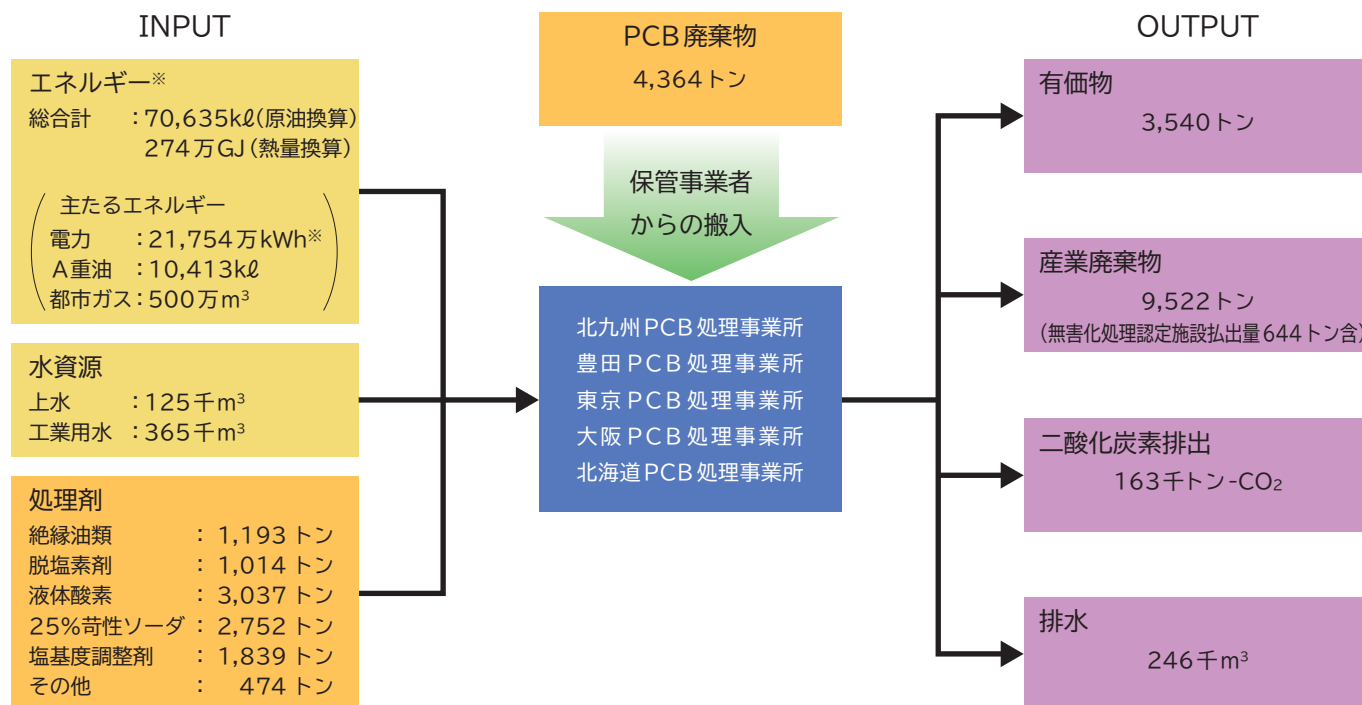 INPUT
エネルギー※
総合計 :70,635kℓ(原油換算)
274万GJ(熱量換算)
主たるエネルギー
電力 :21,754万kWh※
A重油 :10,413kℓ
都市ガス:500万m³
水資源
上水 :125千m³
工業用水 :365千m³
処理剤
絶縁油類 : 1,193トン
脱塩素剤 : 1,014トン
液体酸素 : 3,037トン
25%苛性ソーダ : 2,752トン
塩基度調整剤 : 1,839トン
その他 : 474トン
PCB廃棄物
4,364トン
保管事業者
からの搬入
北九州PCB処理事業所
豊田PCB処理事業所
東京PCB処理事業所
大阪PCB処理事業所
北海道PCB処理事業所
OUTPUT
有価物
3,540トン
産業廃棄物
9,522トン
(無害化処理認定施設払出量644トン含)
二酸化炭素排出
163千トン-CO₂
排水
246千m³